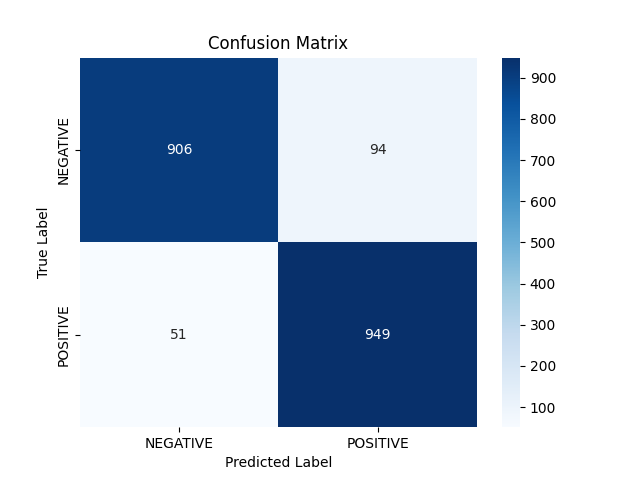 Confusion Matrix
True Label
NEGATIVE
906
94
POSITIVE
51
949
NEGATIVE
POSITIVE
Predicted Label
900
800
700
600
500
400
300
200
100